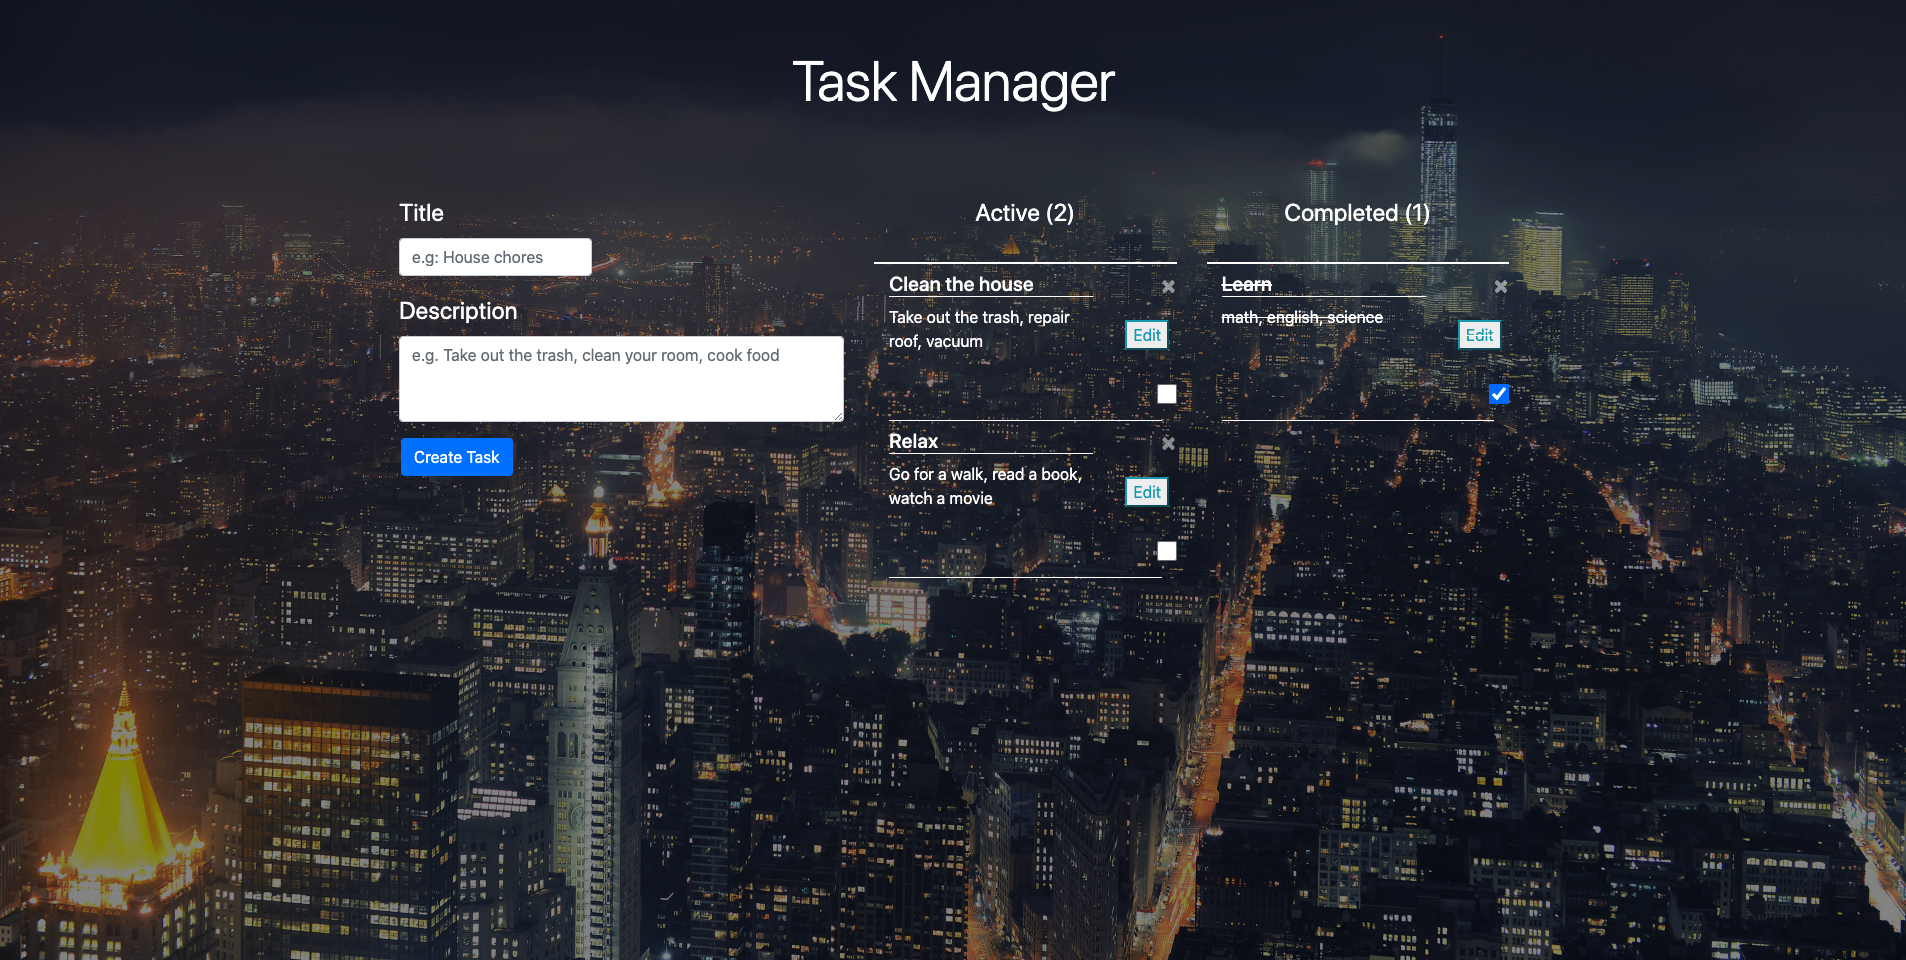 Task Manager
Title
e.g: House chores
Description
e.g. Take out the trash, clean your room, cook food
Create Task
Active (2)
Clean the house
Take out the trash, repair
roof, vacuum
Edit
Relax
Go for a walk, read a book,
watch a movie
Edit
Completed (1)
Learn
math, english, science
Edit